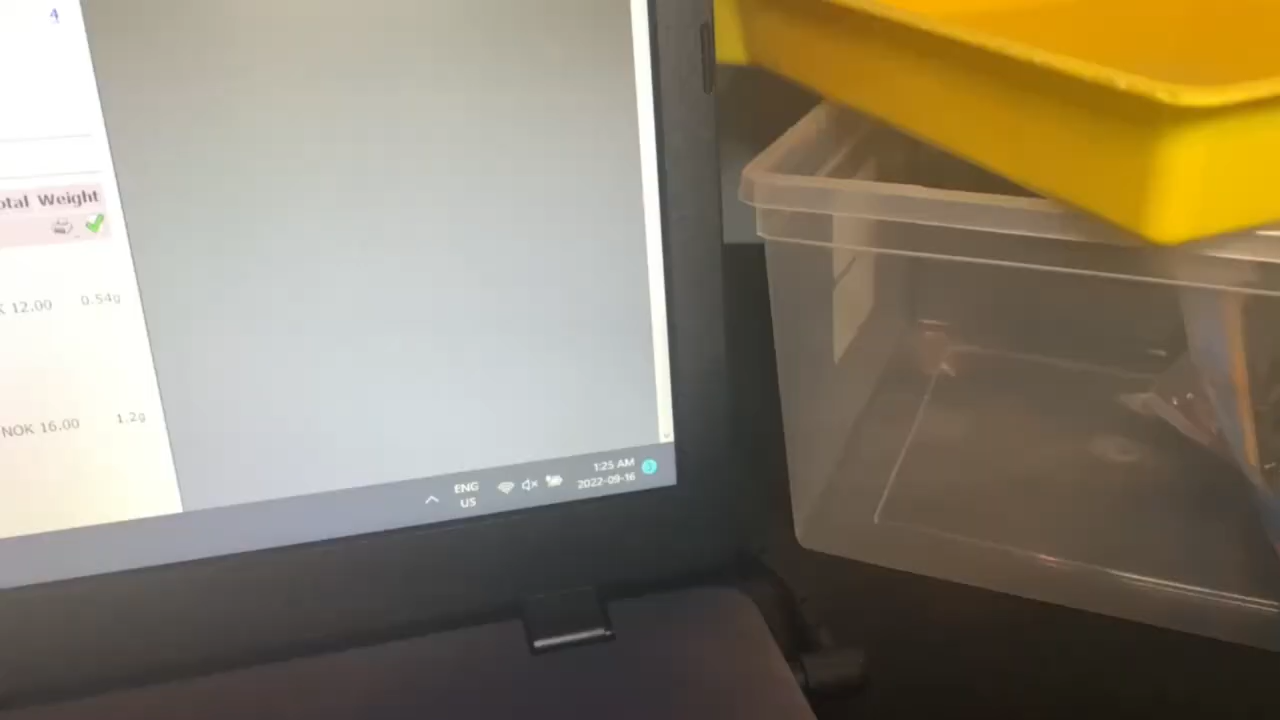 4
otal Weight
K 12.00 0.54g
NOK 16.00 1.2g
ENG
US
1:25 AM
2022-09-16